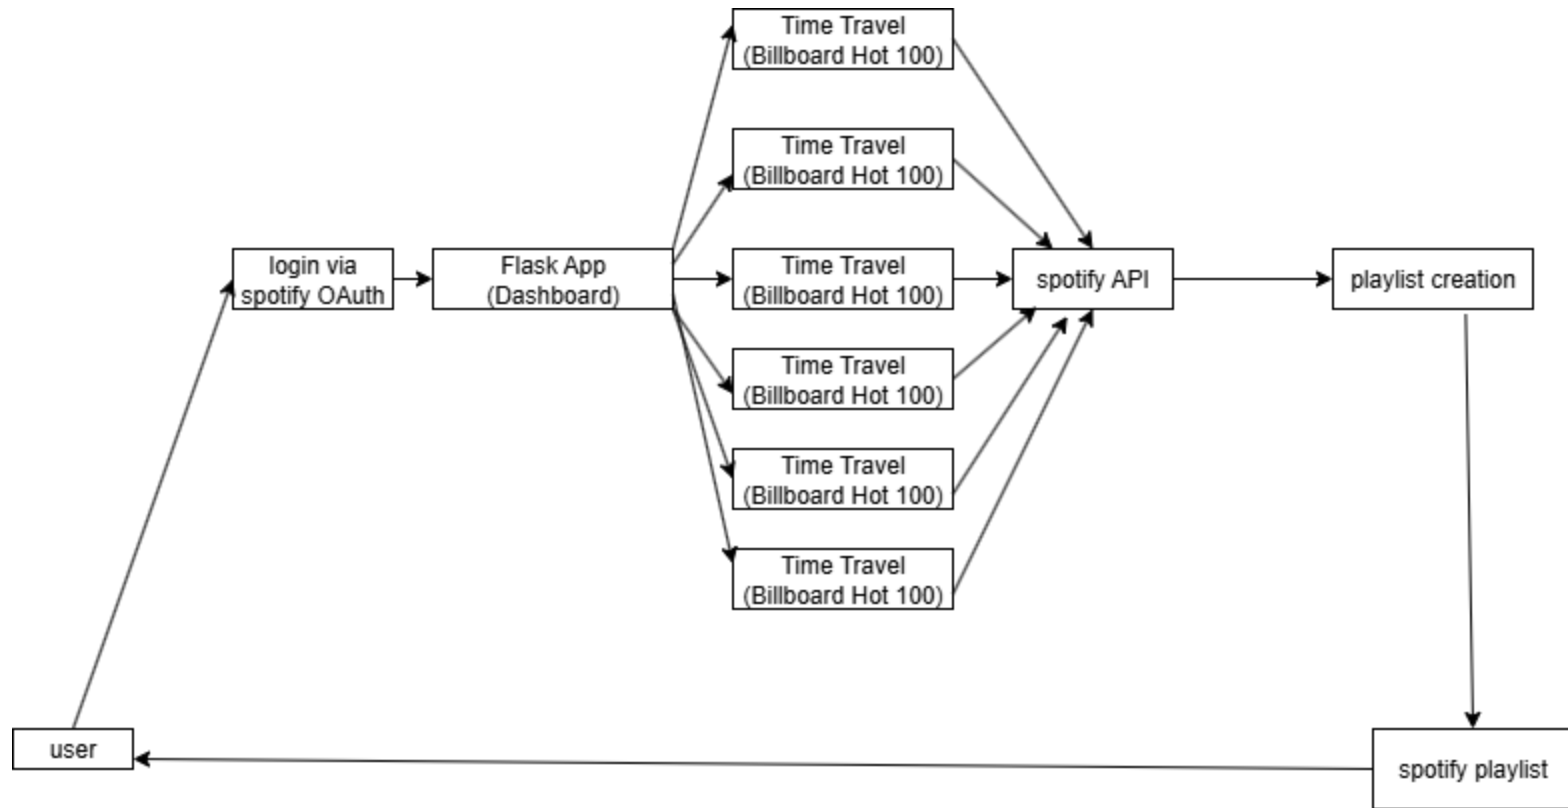 Time Travel
(Billboard Hot 100)
Time Travel
(Billboard Hot 100)
login via
spotify OAuth
Flask App
(Dashboard)
Time Travel
(Billboard Hot 100)
spotify API
playlist creation
Time Travel
(Billboard Hot 100)
Time Travel
(Billboard Hot 100)
Time Travel
(Billboard Hot 100)
user
spotify playlist